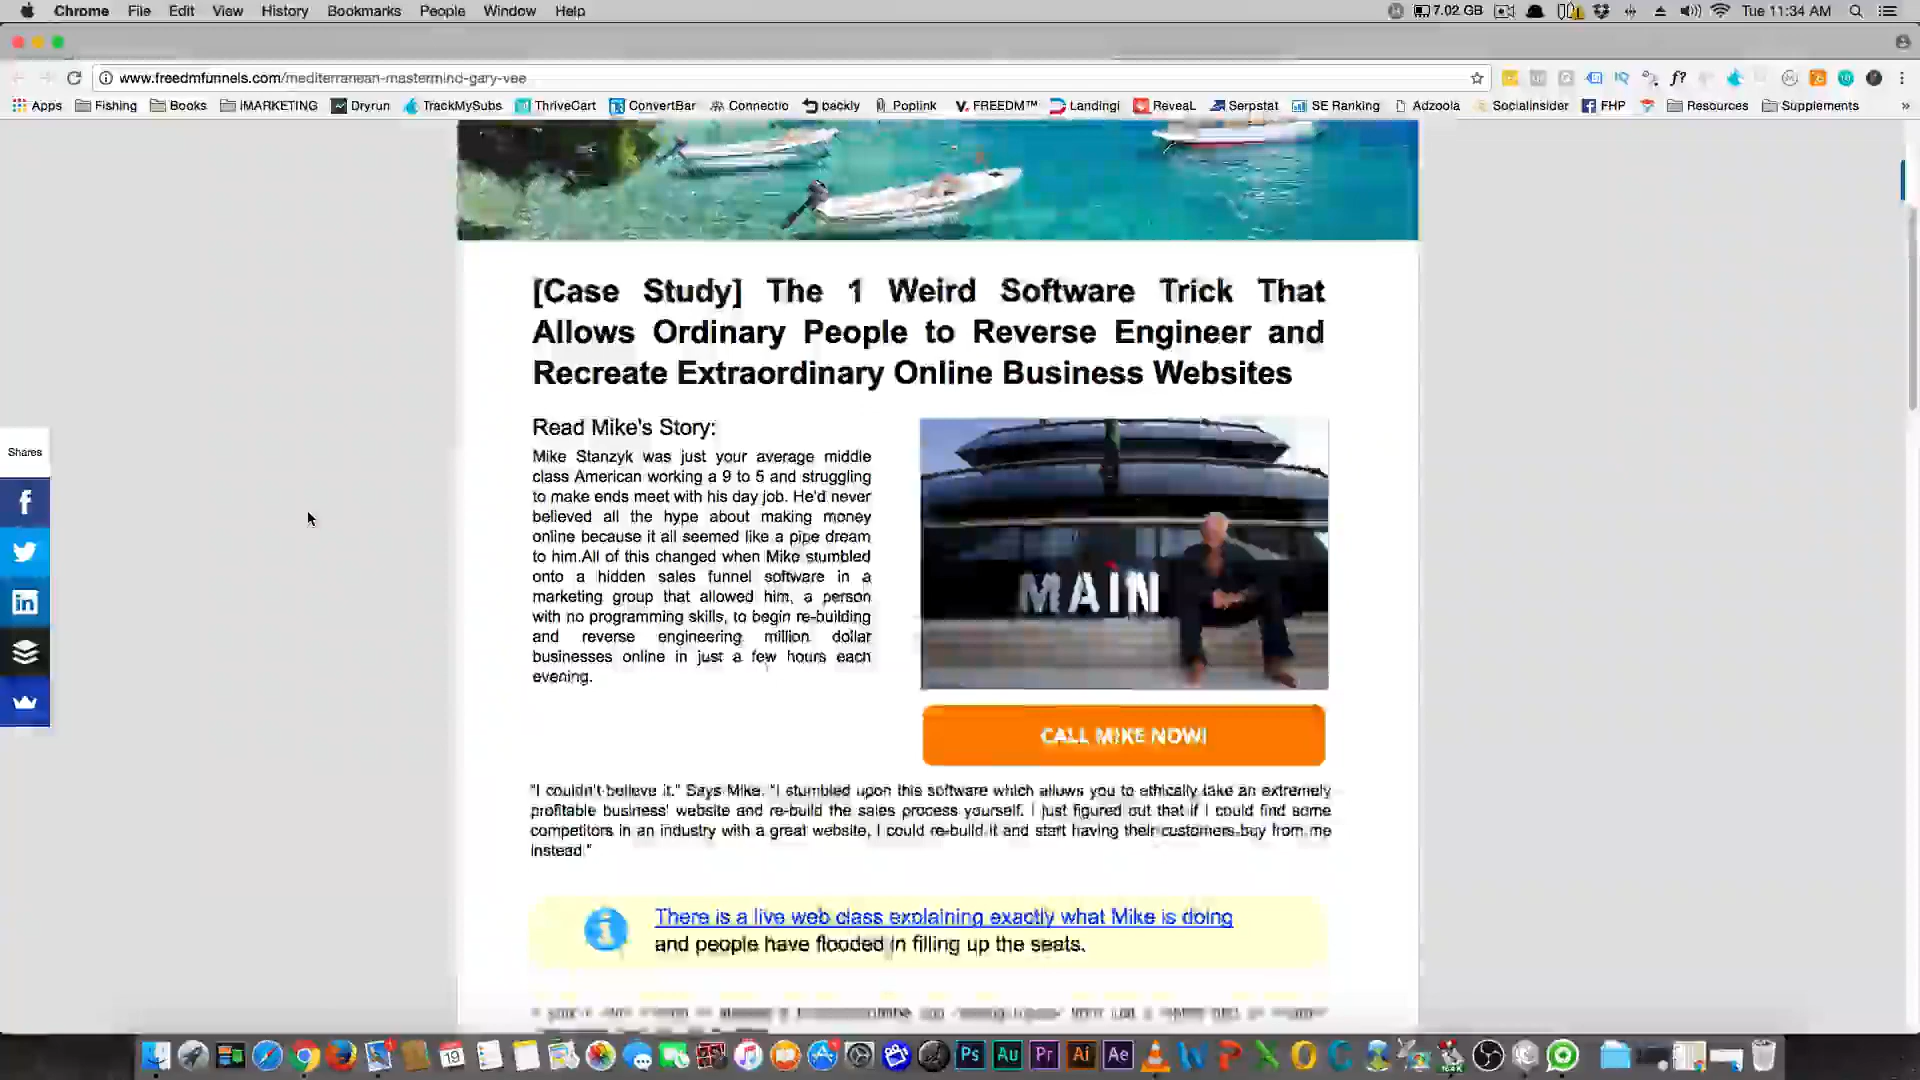 Chrome File Edit View History Bookmarks People Window Help 7.02 GB Tue 11:34 AM
www.freedmfunnels.com/mediterranean-mastermind-gary-vee
Apps Fishing Books iMARKETING Dryrun TrackMySubs ThriveCart ConvertBar Connectio backly Poplink V.FREEDM™ Landingi Reveal Serpstat SE Ranking Adzoola SocialInsider FHP Resources Supplements »
[Case Study] The 1 Weird Software Trick That
Allows Ordinary People to Reverse Engineer and
Recreate Extraordinary Online Business Websites
Read Mike's Story:
Mike Stanzyk was just your average middle
class American working a 9 to 5 and struggling
to make ends meet with his day job. He'd never
believed all the hype about making money
online because it all seemed like a pipe dream
to him.All of this changed when Mike stumbled
onto a hidden sales funnel software in a
marketing group that allowed him, a person
with no programming skills, to begin re-building
and reverse engineering million dollar
businesses online in just a few hours each
evening.
Shares
MAIN
CALL MIKE NOW!
"I couldn't believe it." Says Mike. "I stumbled upon this software which allows you to ethically take an extremely
profitable business' website and re-build the sales process yourself. I just figured out that if I could find some
competitors in an industry with a great website, I could re-build it and start having their customers buy from me
instead."
There is a live web class explaining exactly what Mike is doing
and people have flooded in filling up the seats.
19
Ps Au Pr Ai Ae